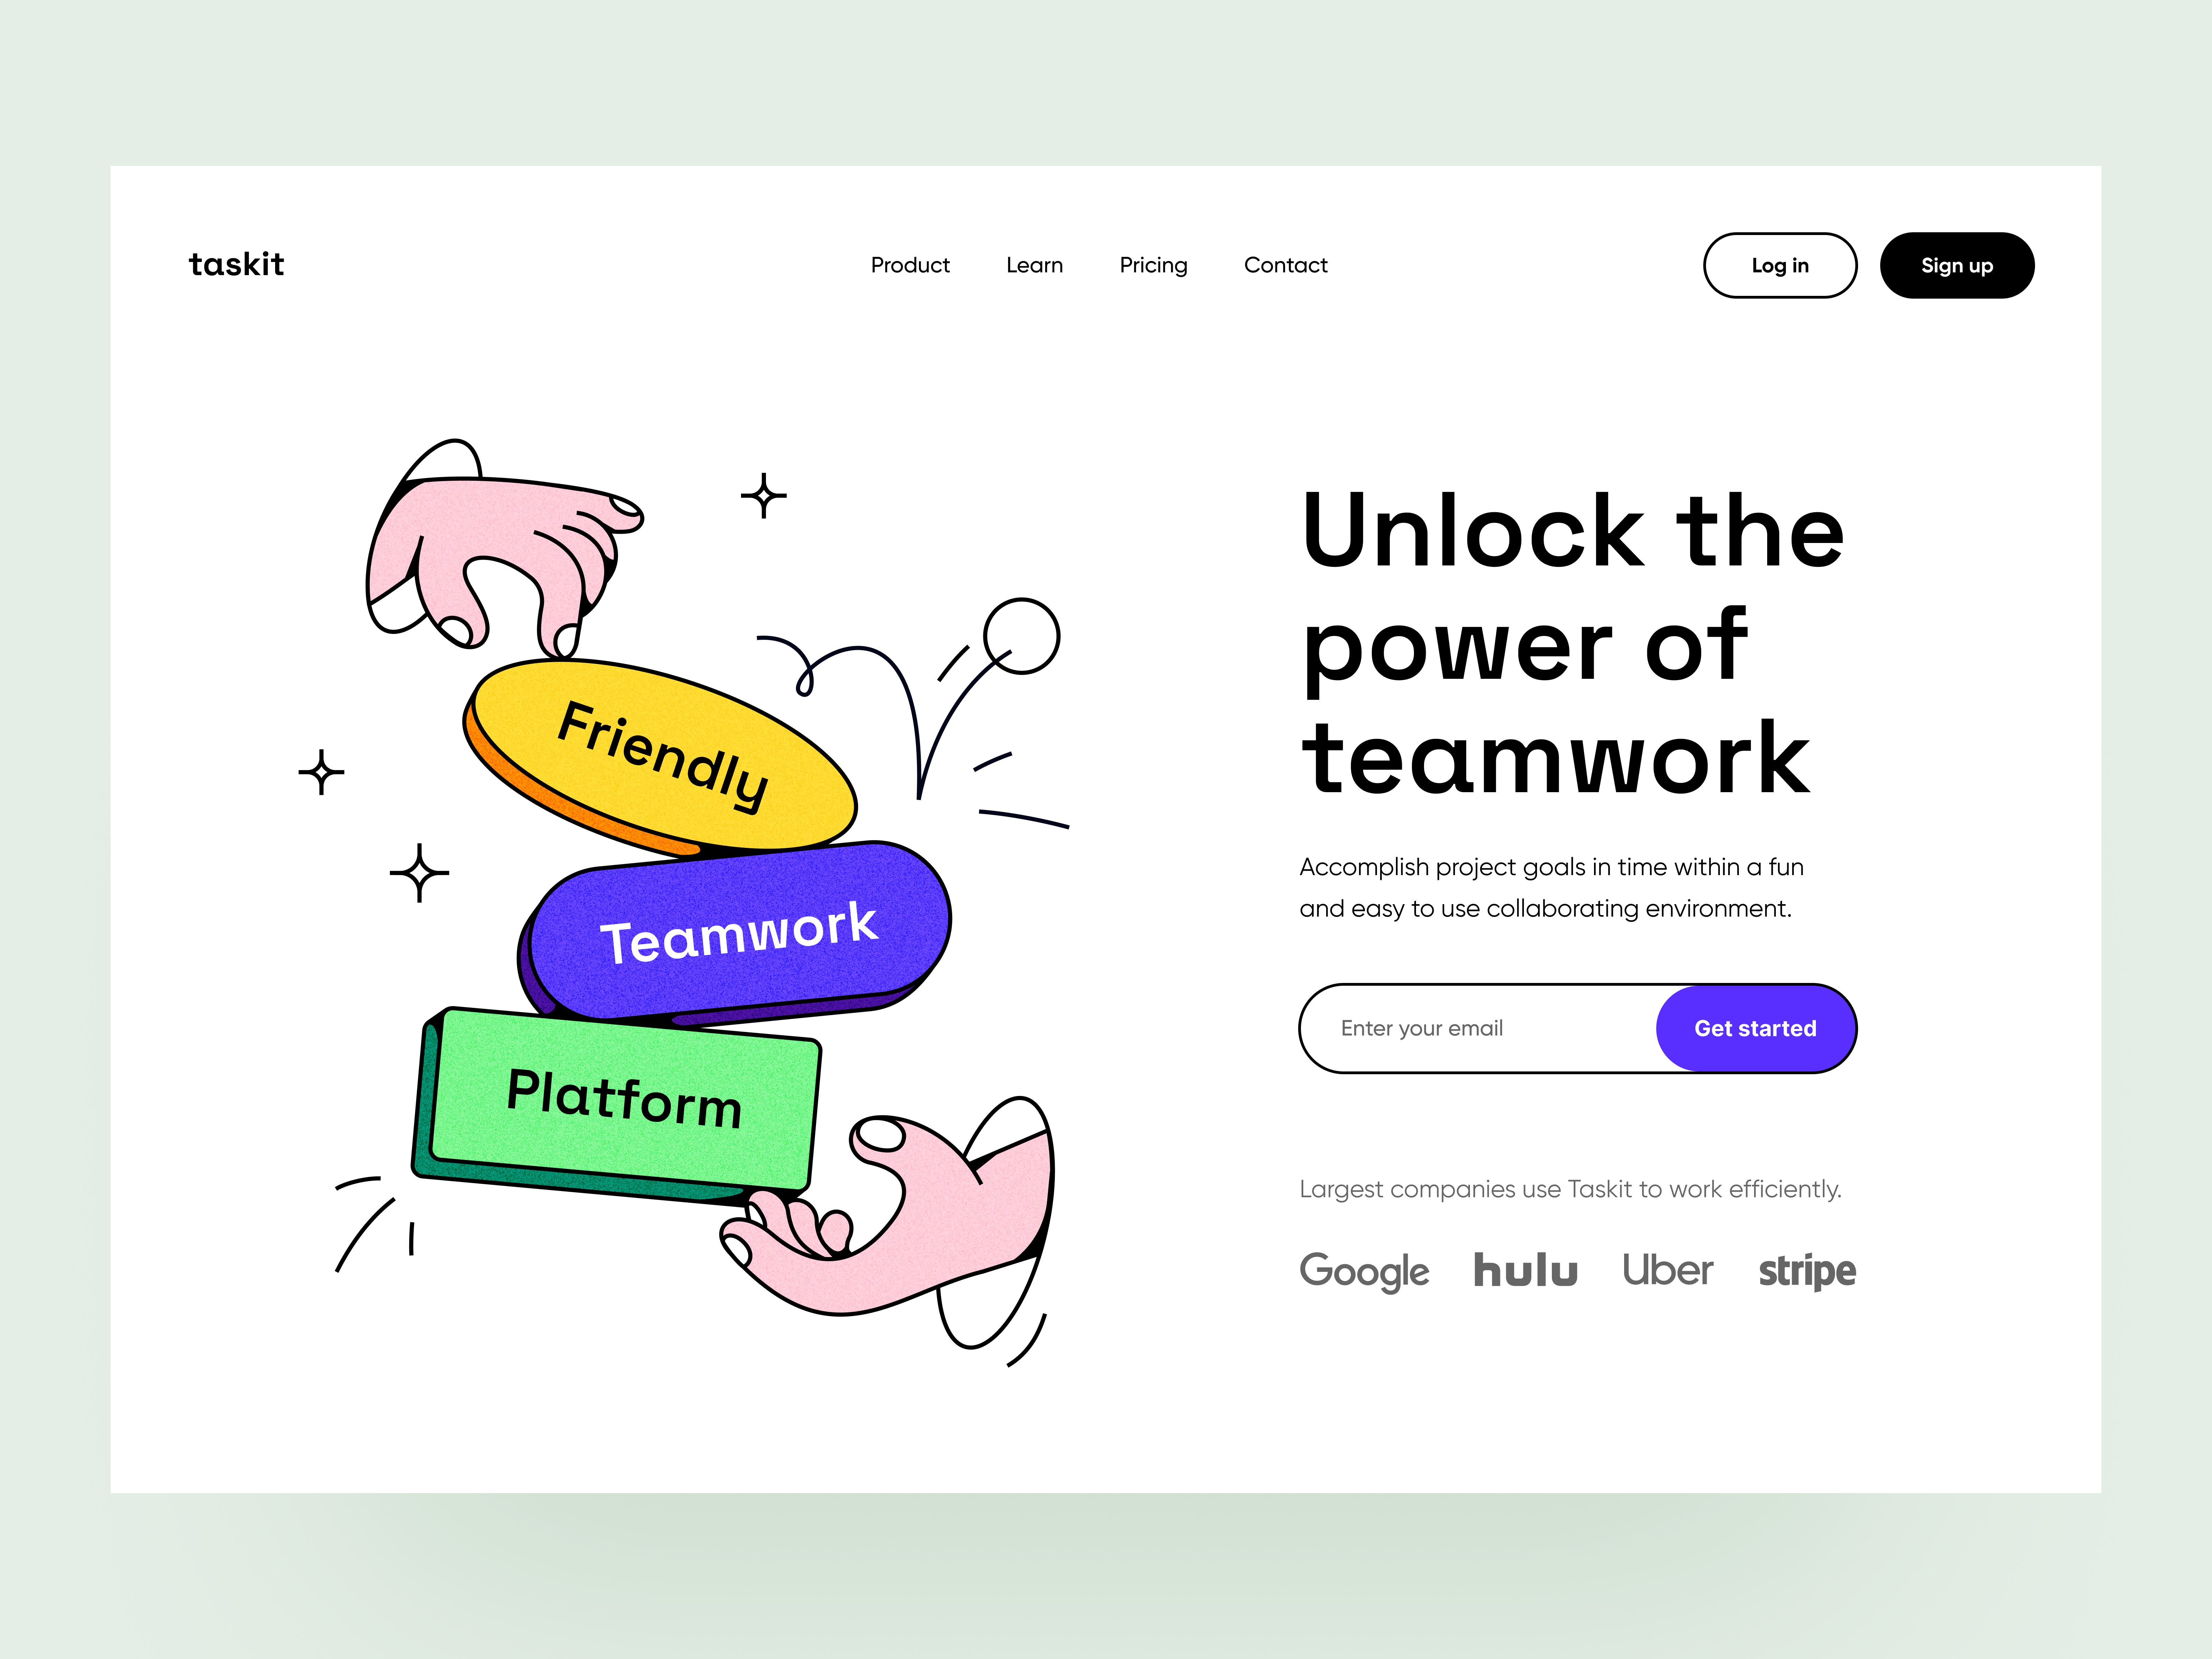 taskit
Product
Learn
Pricing
Contact
Log in
Sign up
Friendly
Teamwork
Platform
Unlock the
power of
teamwork
Accomplish project goals in time within a fun
and easy to use collaborating environment.
Enter your email
Get started
Largest companies use Taskit to work efficiently.
Google
hulu
Uber
stripe